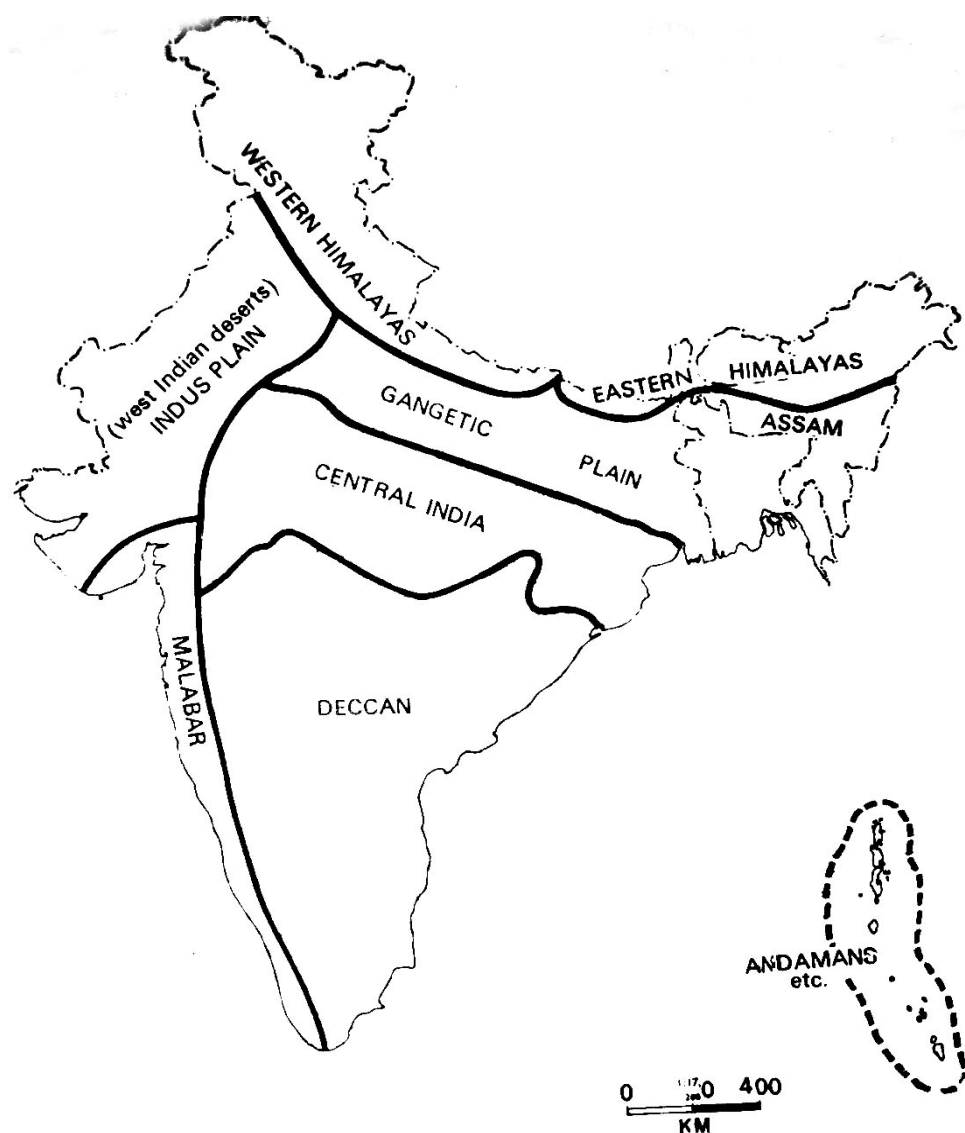 WESTERN HIMALAYAS
(west Indian deserts)
INDUS PLAIN
GANGETIC
PLAIN
EASTERN
HIMALAYAS
ASSAM
CENTRAL INDIA
MALABAR
DECCAN
ANDAMANS
etc.
0
400
KM